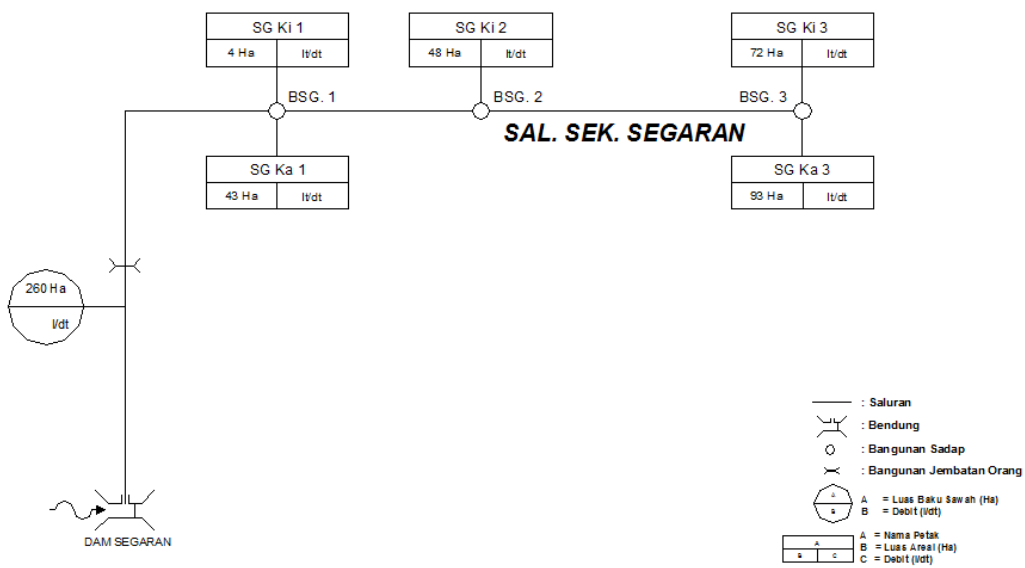 SG Ki 1
4 Ha lt/dt
SG Ki 2
48 Ha lt/dt
SG Ki 3
72 Ha lt/dt
BSG. 1
BSG. 2
BSG. 3
SAL. SEK. SEGARAN
SG Ka 1
43 Ha lt/dt
SG Ka 3
93 Ha lt/dt
260 Ha
l/dt
DAM SEGARAN
: Saluran
: Bendung
: Bangunan Sadap
: Bangunan Jembatan Orang
A
B
A = Luas Baku Sawah (Ha)
B = Debit (l/dt)
A
B C
A = Nama Petak
B = Luas Areal (Ha)
C = Debit (l/dt)